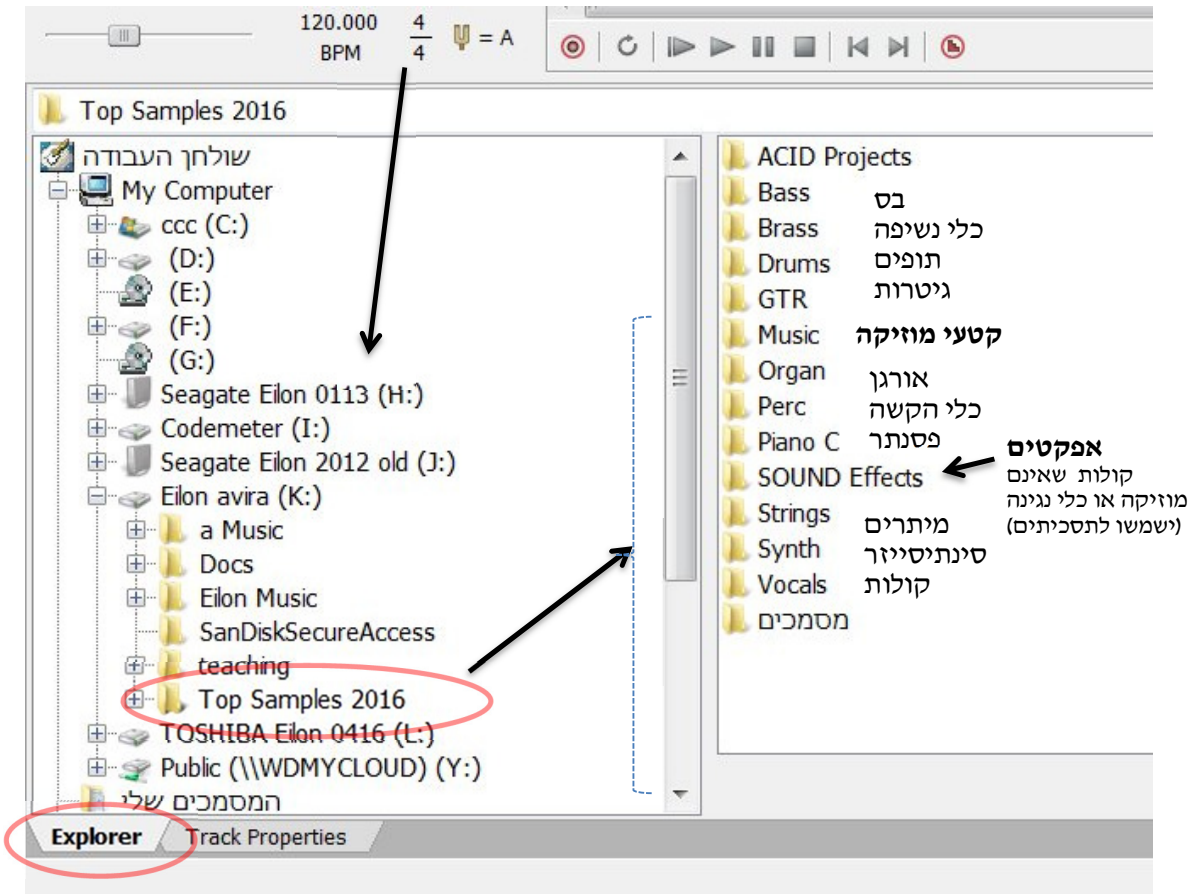 120.000
BPM
4
4
= A
Top Samples 2016
שולחן העבודה
My Computer
ccc (C:)
(D:)
(E:)
(F:)
(G:)
Seagate Eilon 0113 (H:)
Codemeter (I:)
Seagate Eilon 2012 old (J:)
Eilon avira (K:)
a Music
Docs
Eilon Music
SanDiskSecureAccess
teaching
Top Samples 2016
TOSHIBA Eilon 0416 (L:)
Public (\\WDMYCLOUD) (Y:)
המסמכים שלי
ACID Projects
Bass בס
Brass כלי נשיפה
Drums תופים
GTR גיטרות
Music קטעי מוזיקה
Organ אורגן
Perc כלי הקשה
Piano C פסנתר
SOUND Effects
Strings מיתרים
Synth סינתיסייזר
Vocals קולות
מסמכים
אפקטים
קולות שאינם
מוזיקה או כלי נגינה
(ישמשו לתסכיתים)
Explorer
Track Properties